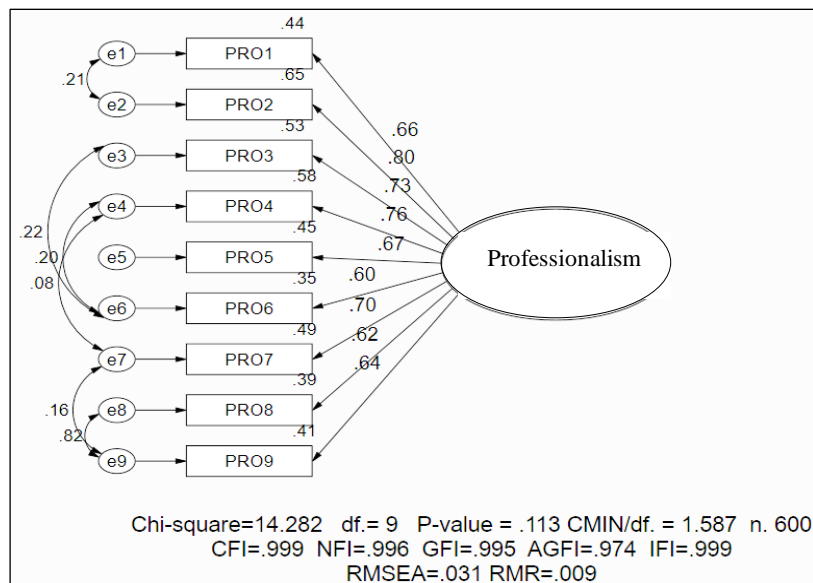 .44
e1 PRO1
.65
.21
e2 PRO2
.53
.66
e3 PRO3
.80
.58
.73
e4 PRO4
.76
.45
.67
.22
.20
e5 PRO5
Professionalism
.08
.35
.60
e6 PRO6
.70
.49
.62
e7 PRO7
.64
.39
.16
e8 PRO8
.82
.41
e9 PRO9
Chi-square=14.282 df.= 9 P-value = .113 CMIN/df. = 1.587 n. 600
CFI=.999 NFI=.996 GFI=.995 AGFI=.974 IFI=.999
RMSEA=.031 RMR=.009